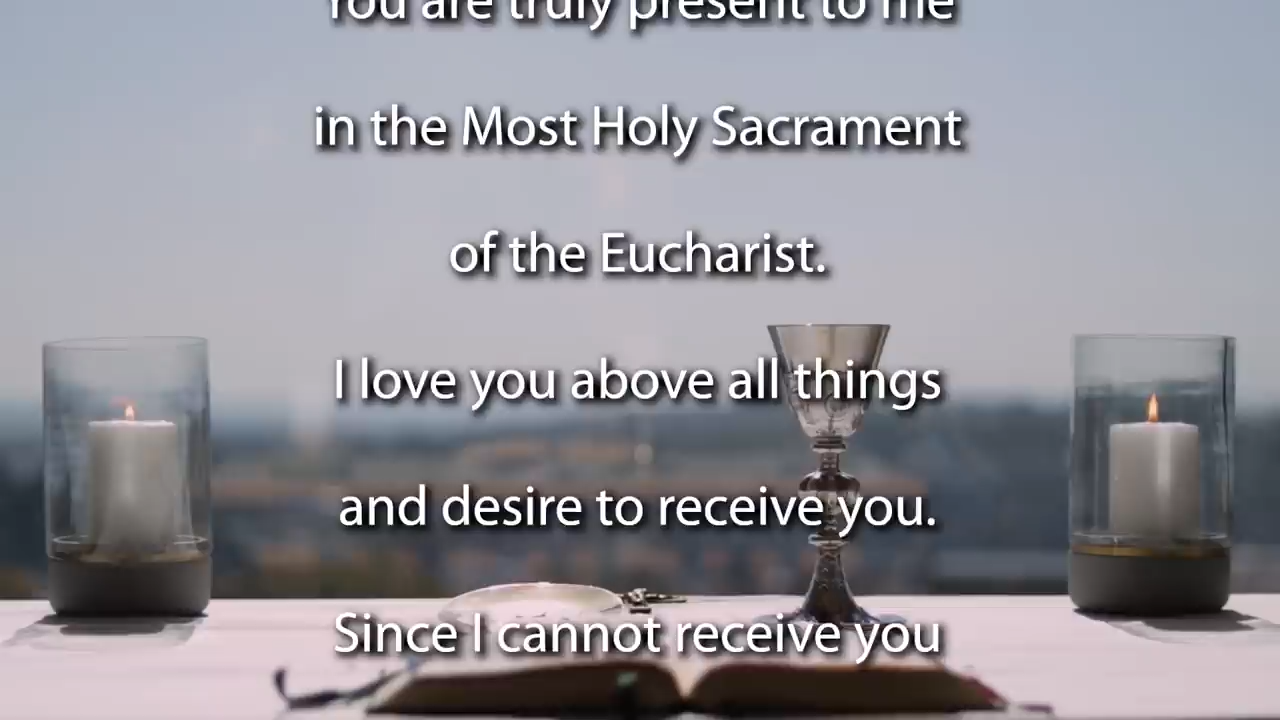 You are truly present to me
in the Most Holy Sacrament
of the Eucharist.
I love you above all things
and desire to receive you.
Since I cannot receive you